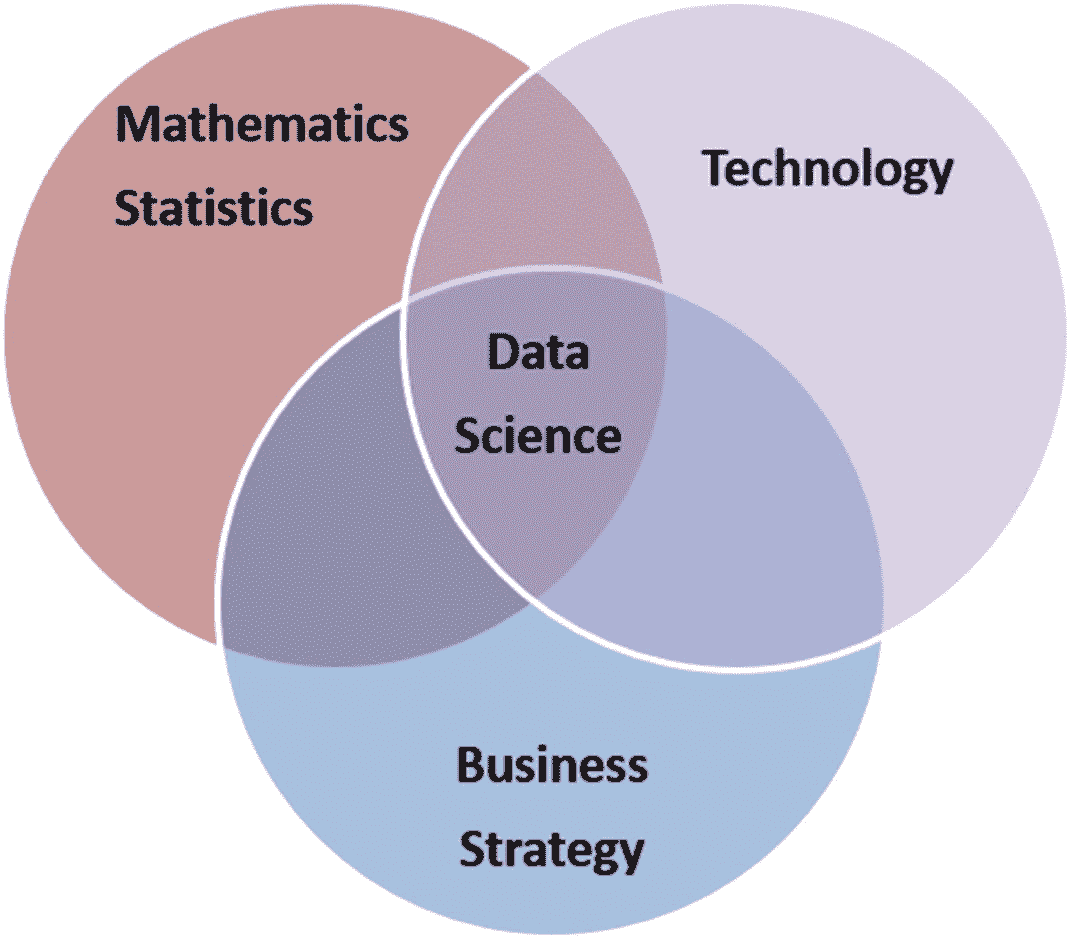 Mathematics
Statistics
Technology
Data
Science
Business
Strategy